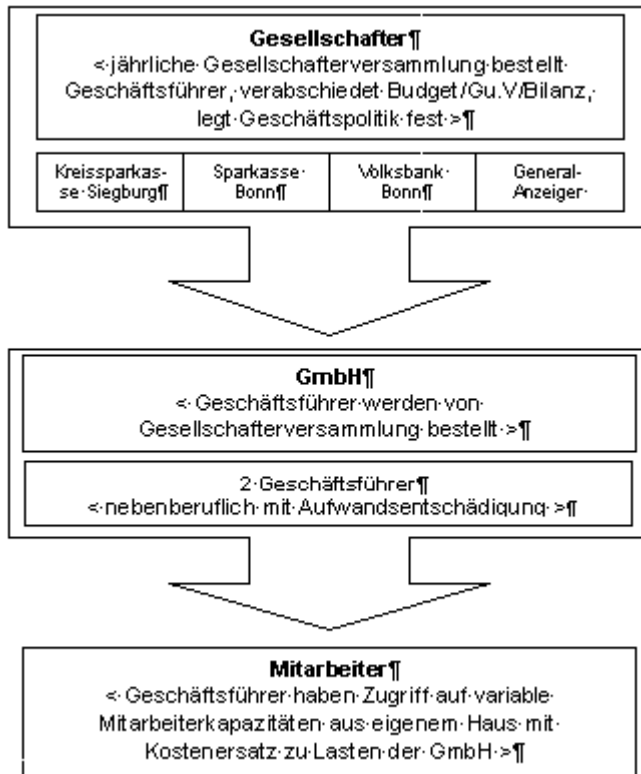 Gesellschafter¶
<·jährliche·Gesellschafterversammlung·bestellt·
Geschäftsführer,·verabschiedet·Budget/Gu.V/Bilanz,·
legt·Geschäftspolitik·fest·>¶
Kreissparkas-
se·Siegburg¶
Sparkasse·
Bonn¶
Volksbank·
Bonn¶
General-
Anzeiger·
GmbH¶
<·Geschäftsführer·werden·von·
Gesellschafterversammlung·bestellt·>¶
2·Geschäftsführer¶
<·nebenberuflich·mit·Aufwandsentschädigung·>¶
Mitarbeiter¶
<·Geschäftsführer·haben·Zugriff·auf·variable·
Mitarbeiterkapazitäten·aus·eigenem·Haus·mit·
Kostenersatz·zu·Lasten·der·GmbH·>¶